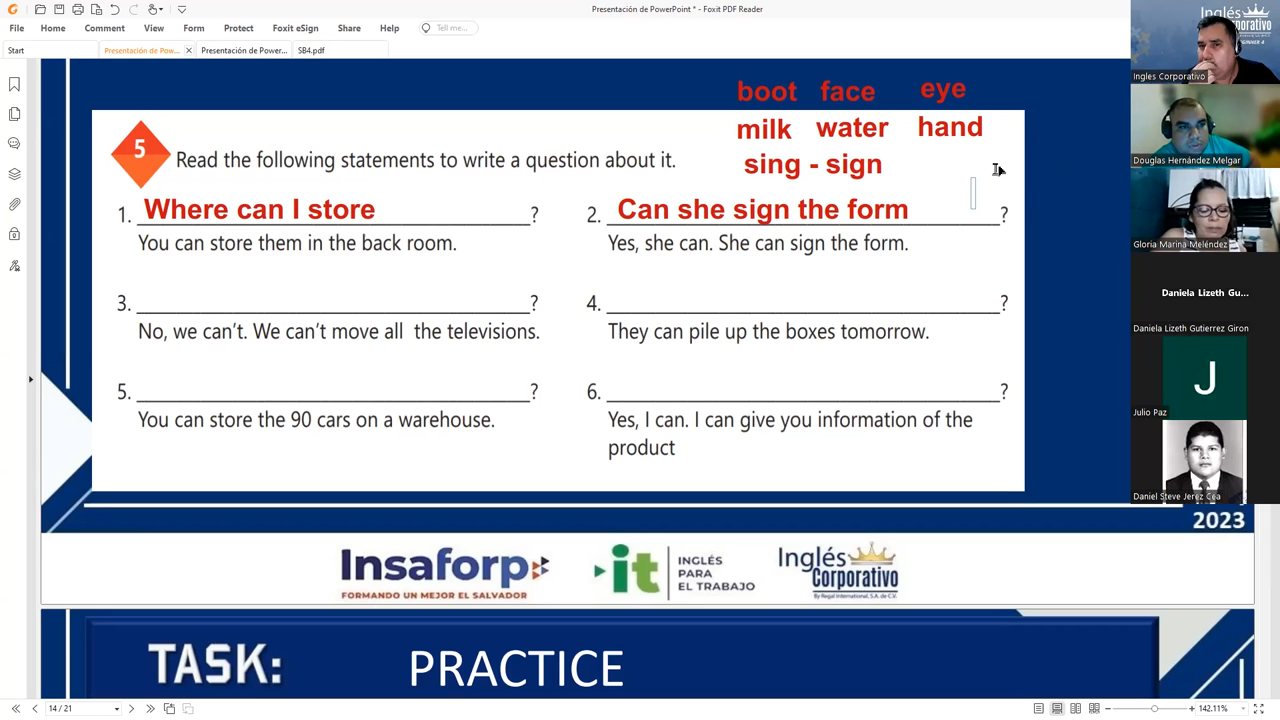 Presentación de PowerPoint * - Foxit PDF Reader
File Home Comment View Form Protect Foxit eSign Share Help Tell me...
Start Presentación de Pow... Presentación de Power... SB4.pdf
boot face eye
milk water hand
sing - sign
5 Read the following statements to write a question about it.
1. Where can I store ?
You can store them in the back room.
2. Can she sign the form ?
Yes, she can. She can sign the form.
3. ?
No, we can't. We can't move all the televisions.
4. ?
They can pile up the boxes tomorrow.
5. ?
You can store the 90 cars on a warehouse.
6. ?
Yes, I can. I can give you information of the
product
2023
Insaforp
FORMANDO UN MEJOR EL SALVADOR
it INGLÉS
PARA
EL TRABAJO
Inglés
Corporativo
By Regal International, S.A. de C.V.
TASK: PRACTICE
14 / 21
142.11%
Inglés
Corporativo
Ingles Corporativo
Douglas Hernández Melgar
Gloria Marina Meléndez
Daniela Lizeth Gu...
Daniela Lizeth Gutierrez Giron
J
Julio Paz
Daniel Steve Jerez Cea